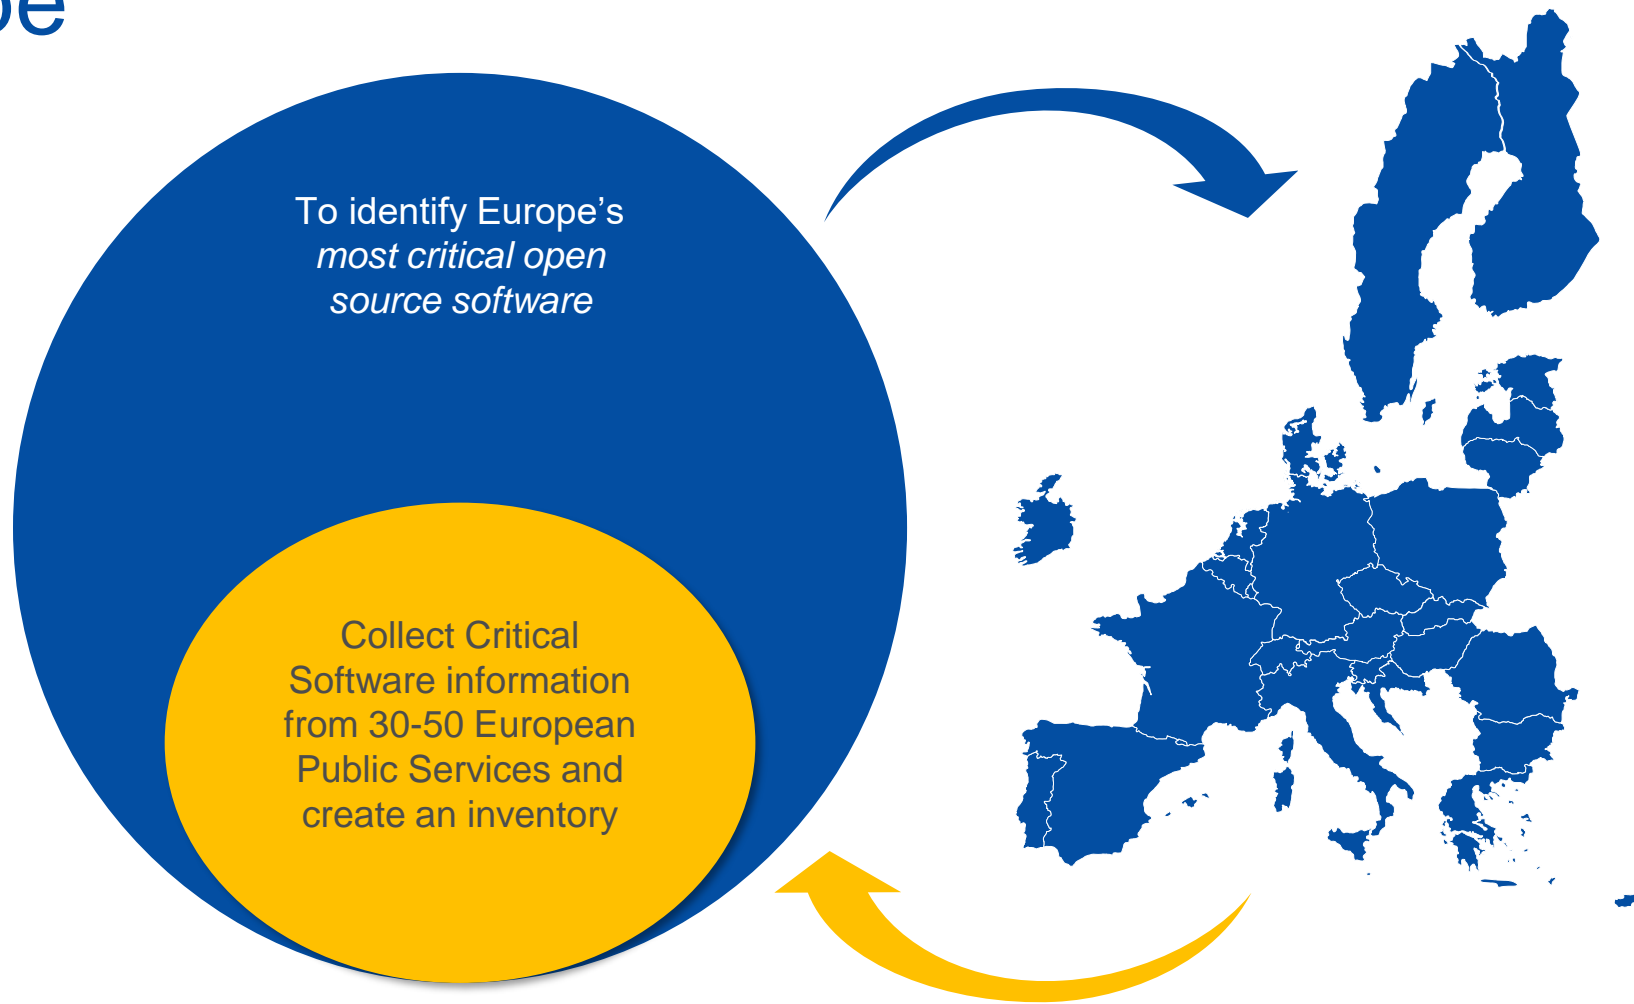 To identify Europe’s
most critical open
source software
Collect Critical
Software information
from 30-50 European
Public Services and
create an inventory